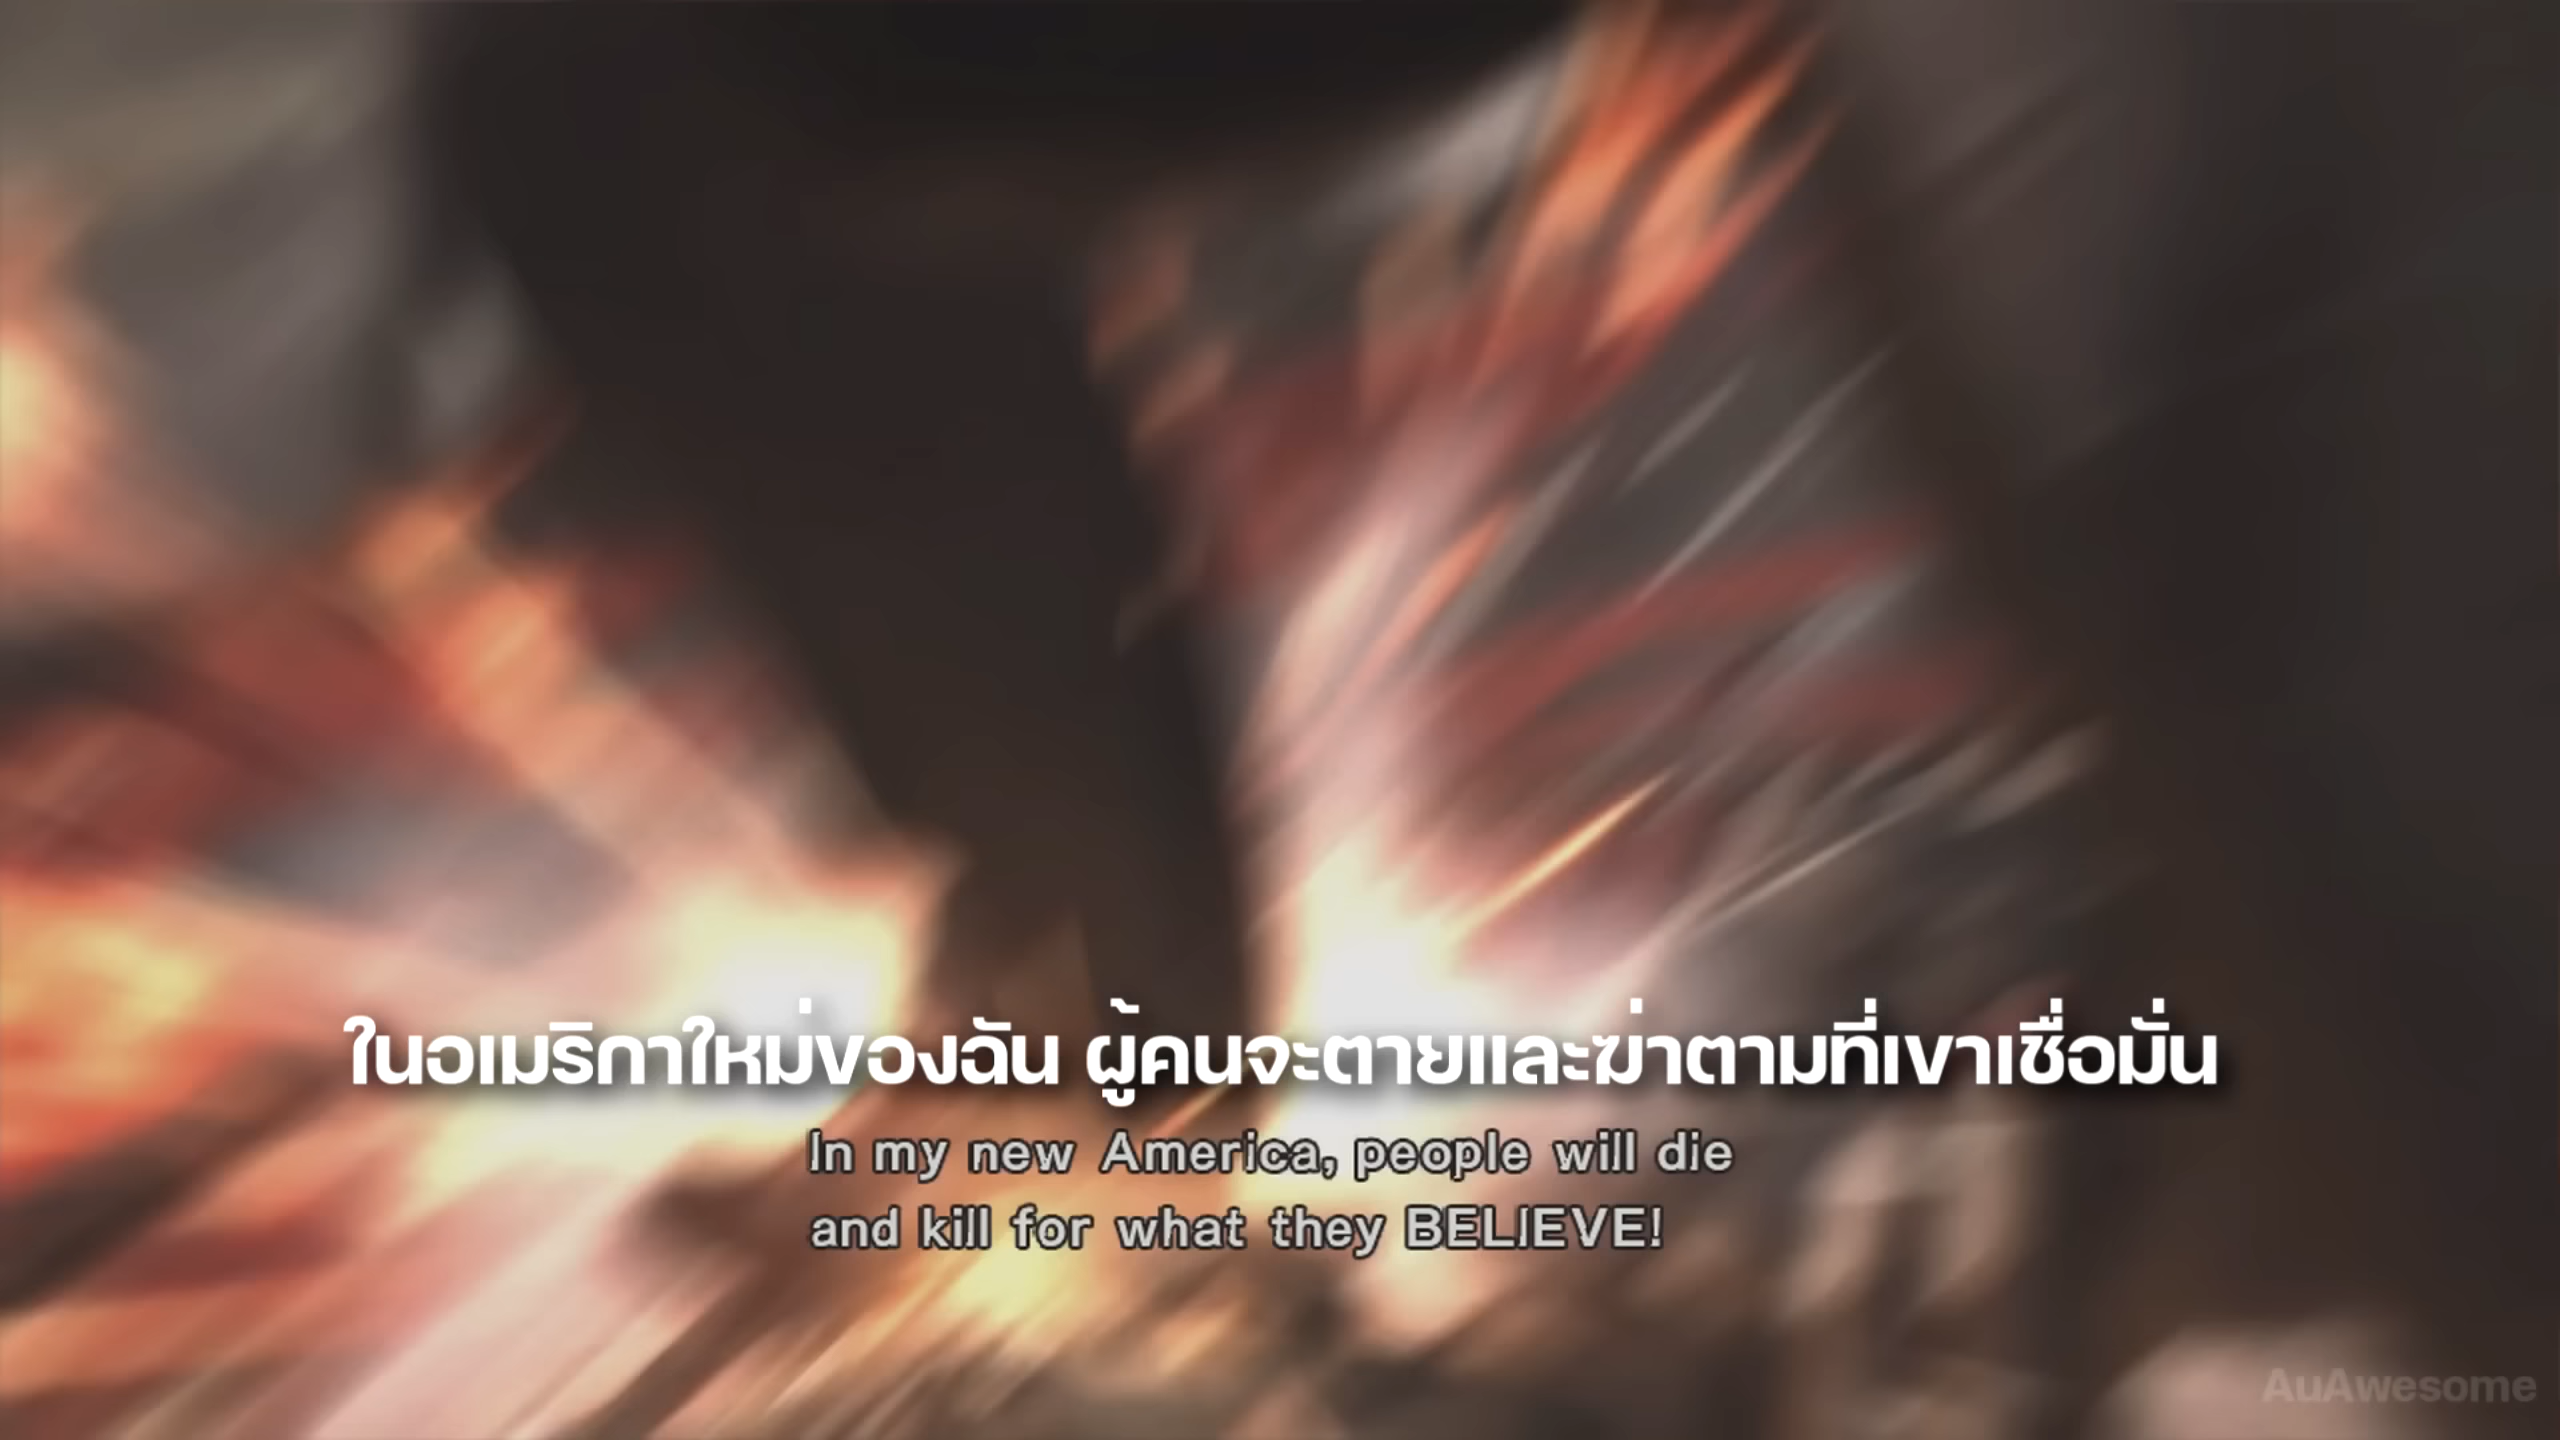 ในอเมริกาใหม่ของฉัน ผู้คนจะตายและฆ่าตามที่เขาเชื่อมั่น
In my new America, people will die
and kill for what they BELIEVE!
AuAwesome